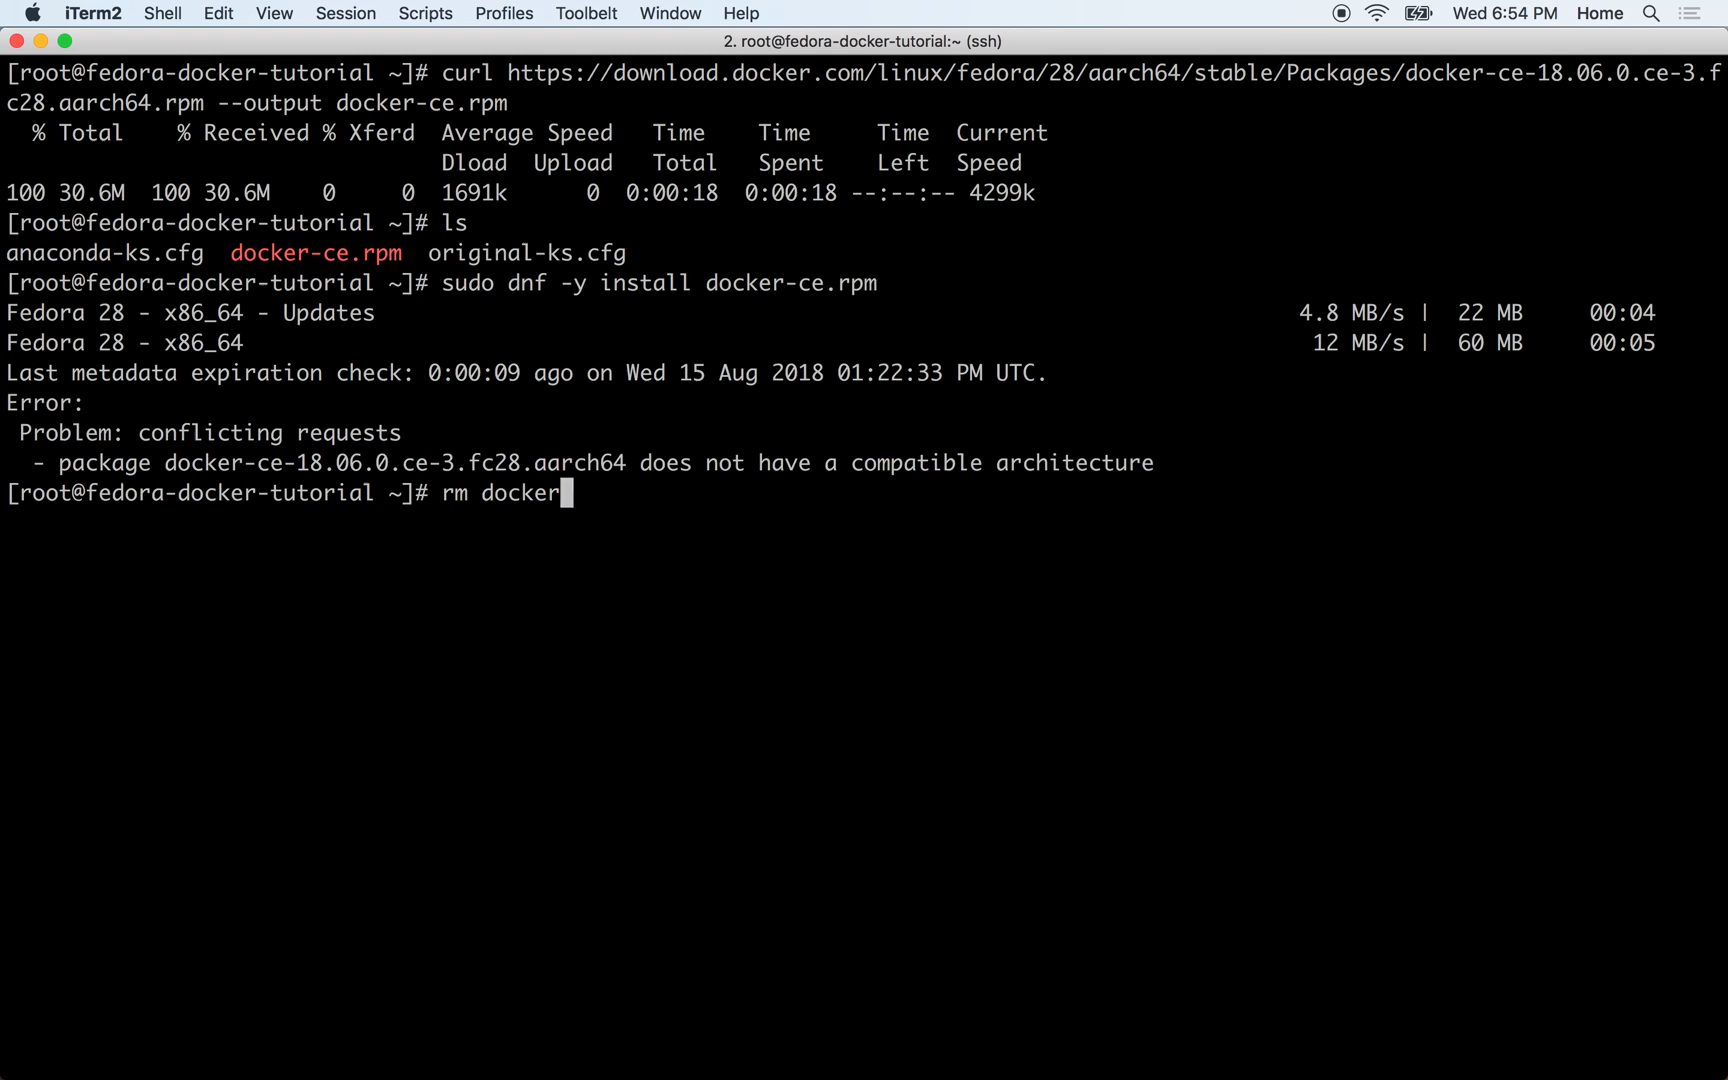 iTerm2 Shell Edit View Session Scripts Profiles Toolbelt Window Help Wed 6:54 PM Home
2. root@fedora-docker-tutorial:~ (ssh)
[root@fedora-docker-tutorial ~]# curl https://download.docker.com/linux/fedora/28/aarch64/stable/Packages/docker-ce-18.06.0.ce-3.f
c28.aarch64.rpm --output docker-ce.rpm
  % Total    % Received % Xferd  Average Speed   Time    Time     Time  Current
                                 Dload  Upload   Total   Spent    Left  Speed
100 30.6M  100 30.6M    0     0  1691k      0  0:00:18  0:00:18 --:--:-- 4299k
[root@fedora-docker-tutorial ~]# ls
anaconda-ks.cfg  docker-ce.rpm  original-ks.cfg
[root@fedora-docker-tutorial ~]# sudo dnf -y install docker-ce.rpm
Fedora 28 - x86_64 - Updates 4.8 MB/s |  22 MB     00:04
Fedora 28 - x86_64 12 MB/s |  60 MB     00:05
Last metadata expiration check: 0:00:09 ago on Wed 15 Aug 2018 01:22:33 PM UTC.
Error:
 Problem: conflicting requests
  - package docker-ce-18.06.0.ce-3.fc28.aarch64 does not have a compatible architecture
[root@fedora-docker-tutorial ~]# rm docker